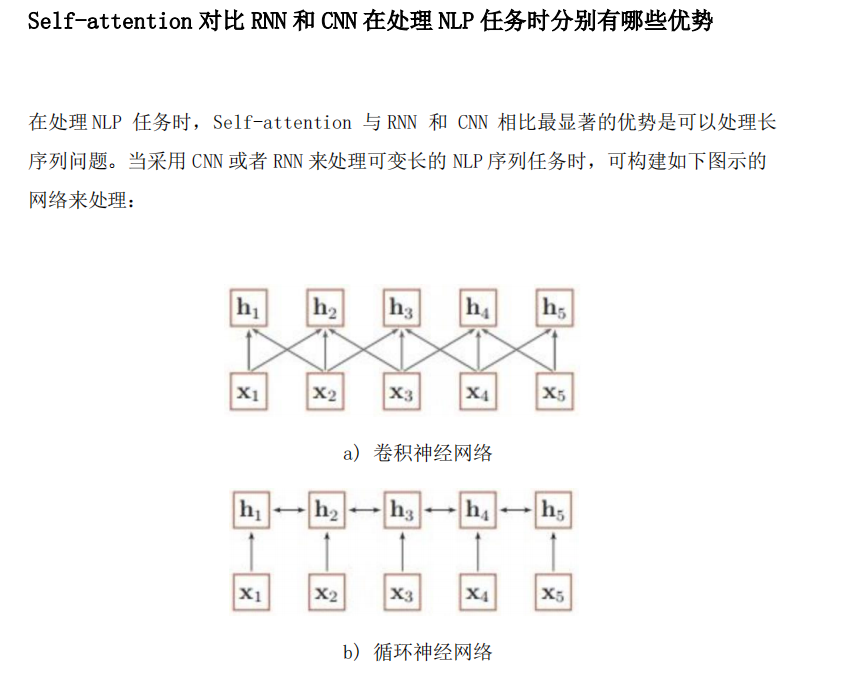 Self-attention 对比 RNN 和 CNN 在处理 NLP 任务时分别有哪些优势
在处理 NLP 任务时，Self-attention 与 RNN 和 CNN 相比最显著的优势是可以处理长
序列问题。当采用 CNN 或者 RNN 来处理可变长的 NLP 序列任务时，可构建如下图示的
网络来处理：
h₁ h₂ h₃ h₄ h₅
x₁ x₂ x₃ x₄ x₅
a) 卷积神经网络
h₁ h₂ h₃ h₄ h₅
x₁ x₂ x₃ x₄ x₅
b) 循环神经网络